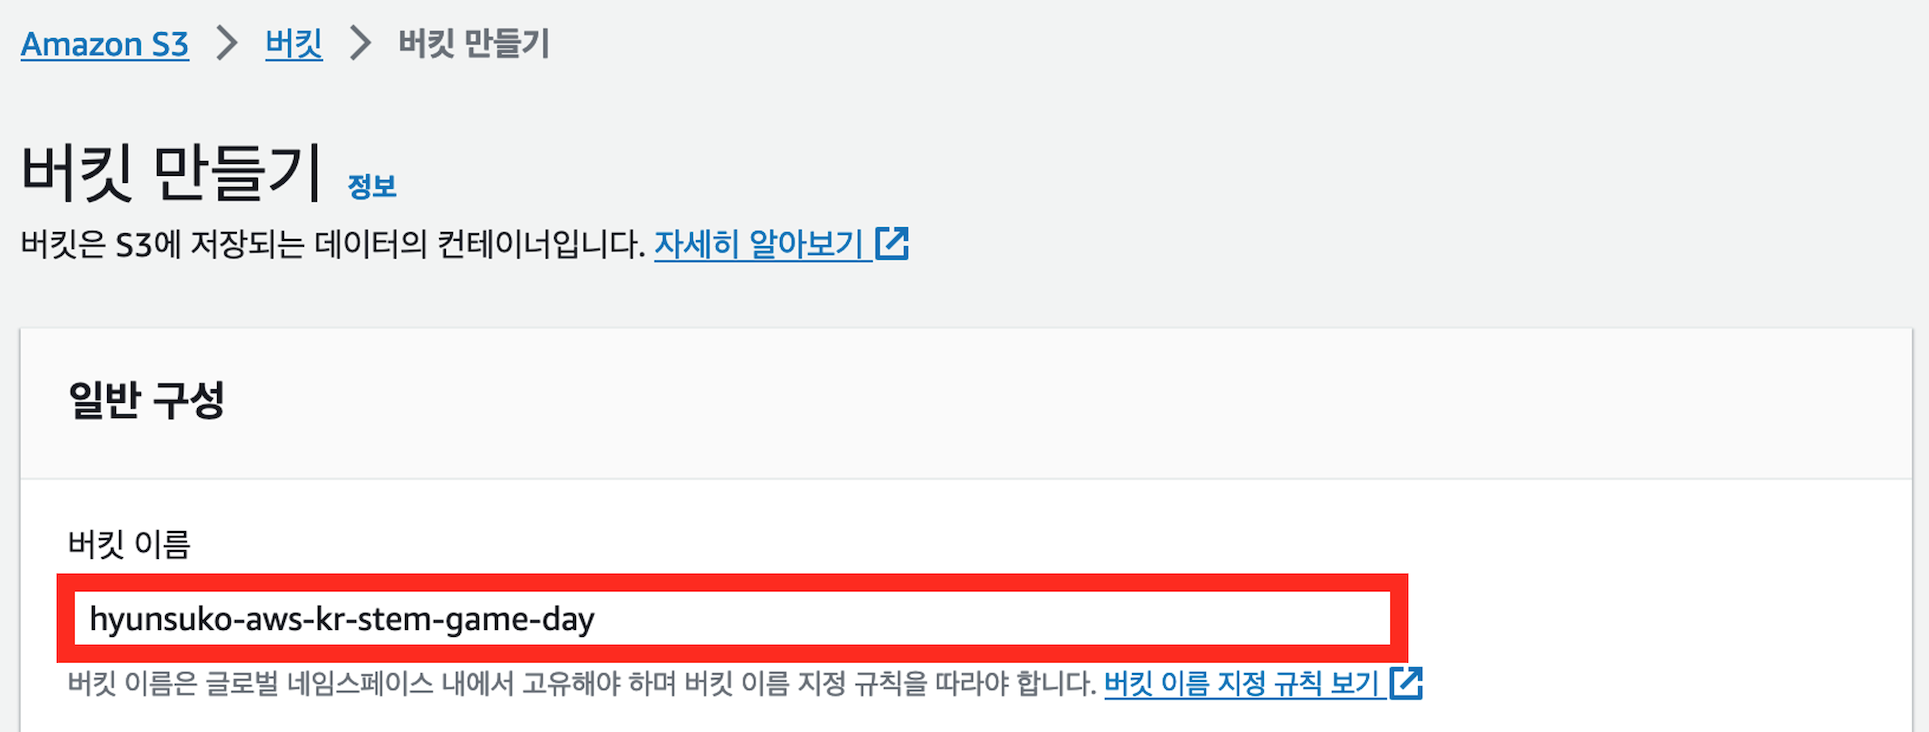 Amazon S3 > 버킷 > 버킷 만들기
버킷 만들기 정보
버킷은 S3에 저장되는 데이터의 컨테이너입니다. 자세히 알아보기
일반 구성
버킷 이름
hyunsuko-aws-kr-stem-game-day
버킷 이름은 글로벌 네임스페이스 내에서 고유해야 하며 버킷 이름 지정 규칙을 따라야 합니다. 버킷 이름 지정 규칙 보기